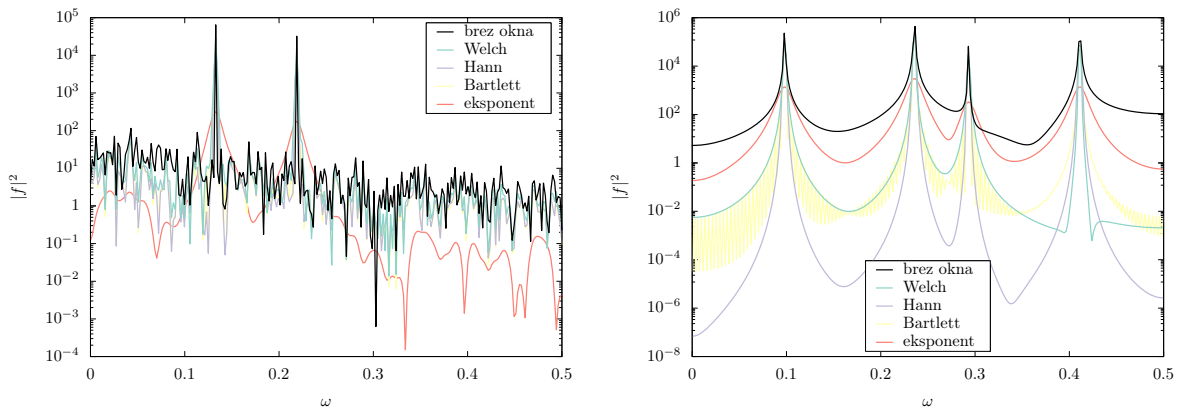 10^5
10^4
10^3
10^2
10^1
1
10^-1
10^-2
10^-3
10^-4
0 0.1 0.2 0.3 0.4 0.5
|f|^2
ω
brez okna
Welch
Hann
Bartlett
eksponent
10^6
10^4
10^2
1
10^-2
10^-4
10^-6
10^-8
0 0.1 0.2 0.3 0.4 0.5
|f|^2
ω
brez okna
Welch
Hann
Bartlett
eksponent